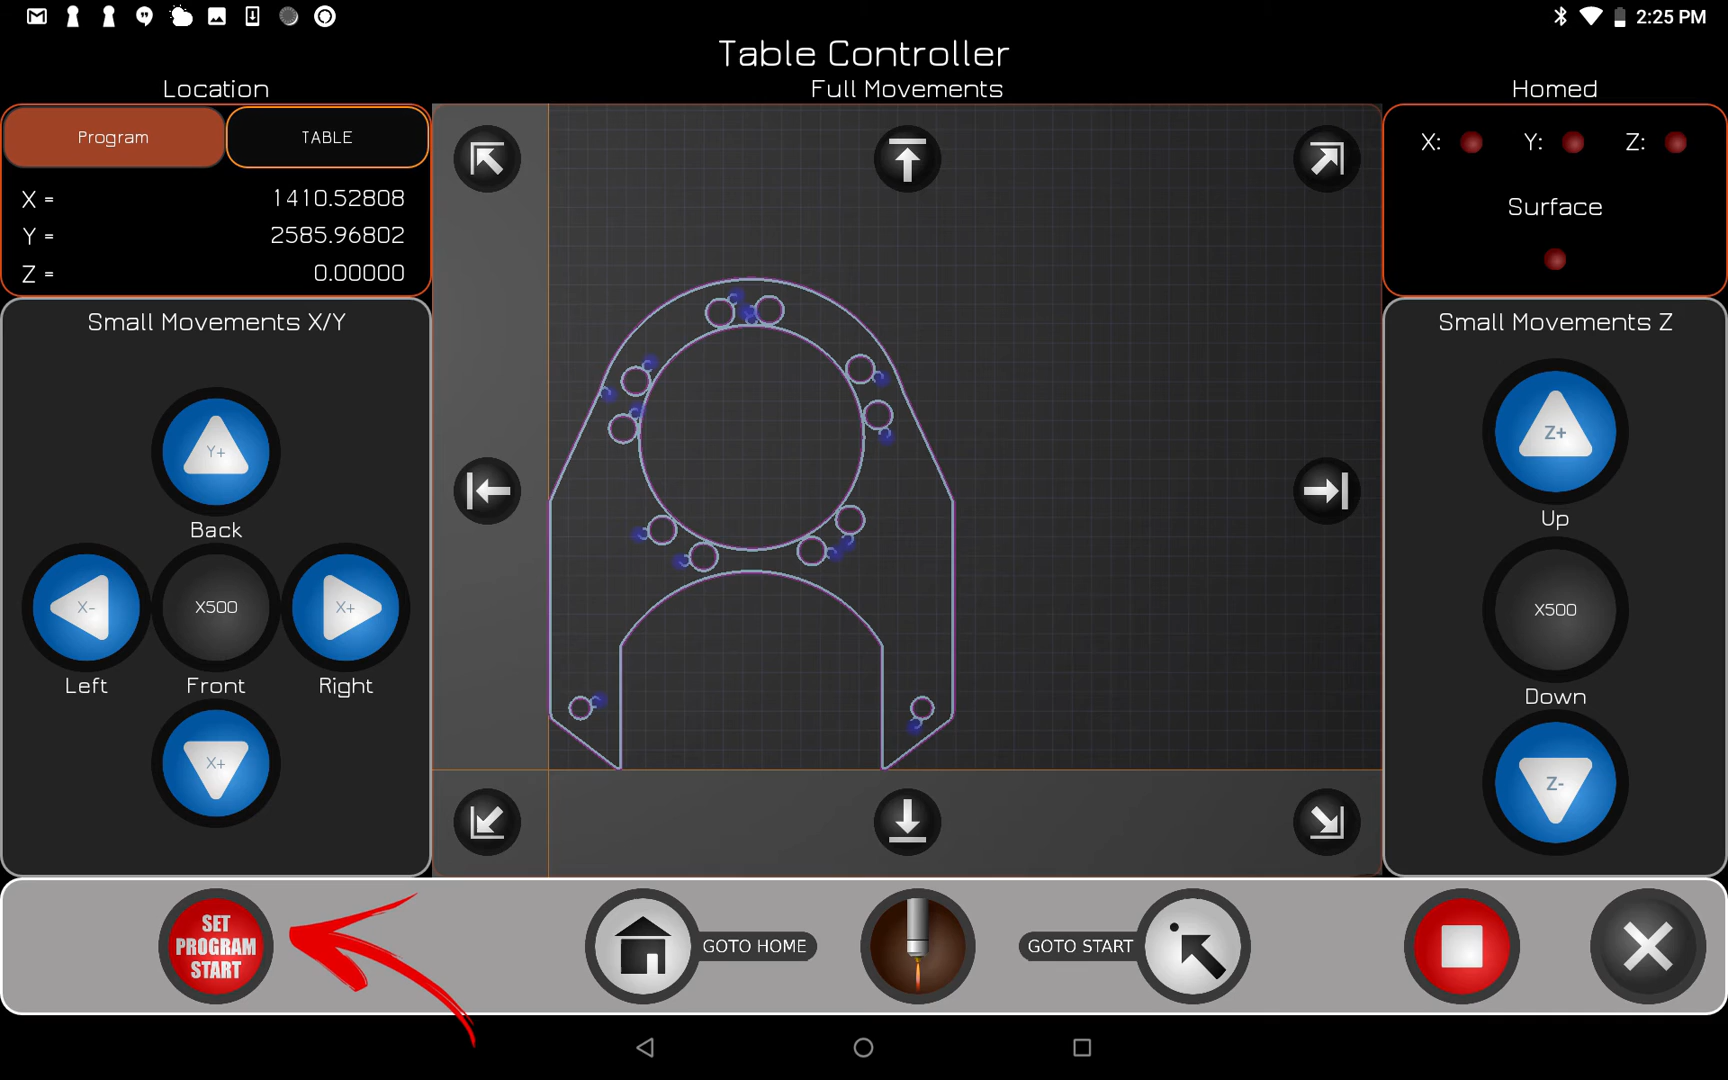 2:25 PM
Table Controller
Location
Full Movements
Homed
Program
TABLE
X: Y: Z:
X = 1410.52808
Y = 2585.96802
Z = 0.00000
Surface
Small Movements X/Y
Small Movements Z
Y+
Z+
Back
Up
X-
X500
X+
X500
Left
Front
Right
Down
X+
Z-
SET
PROGRAM
START
GOTO HOME
GOTO START